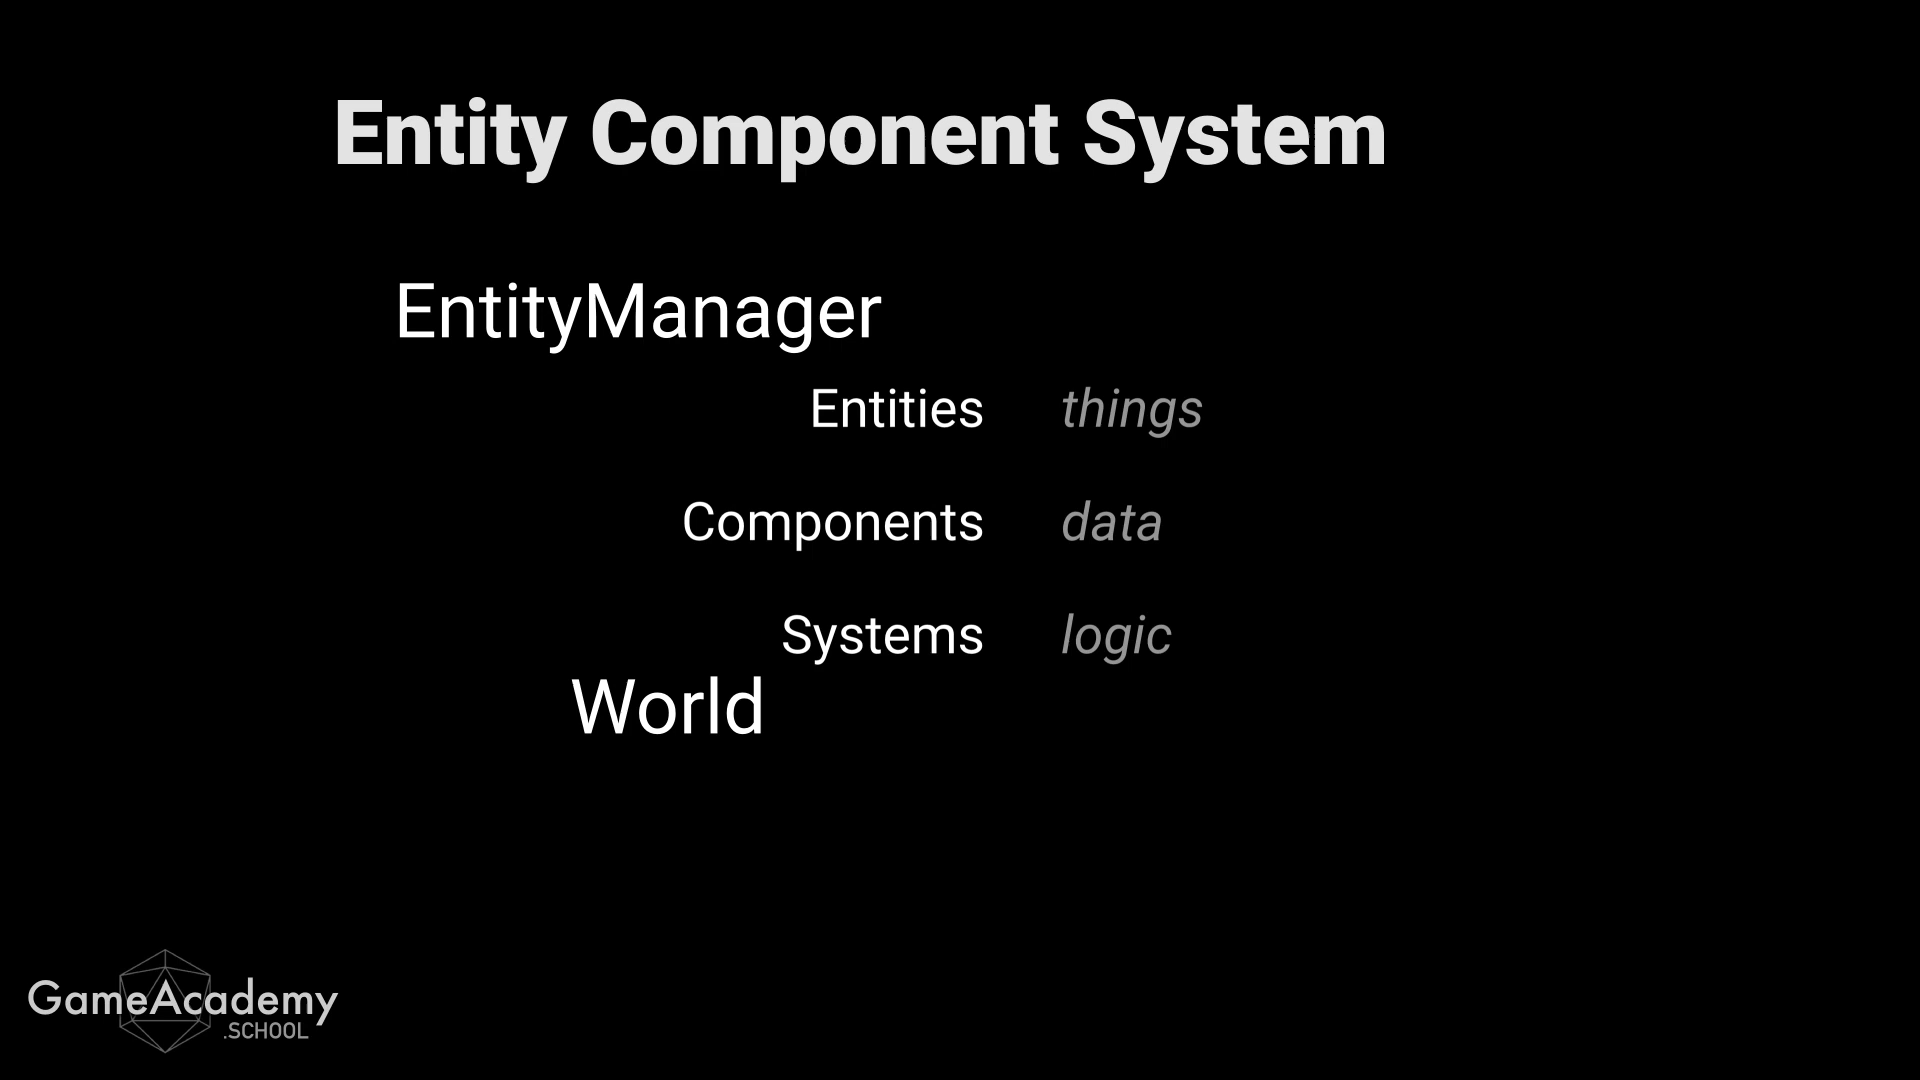 Entity Component System
EntityManager
Entities things
Components data
Systems logic
World
GameAcademy
.SCHOOL